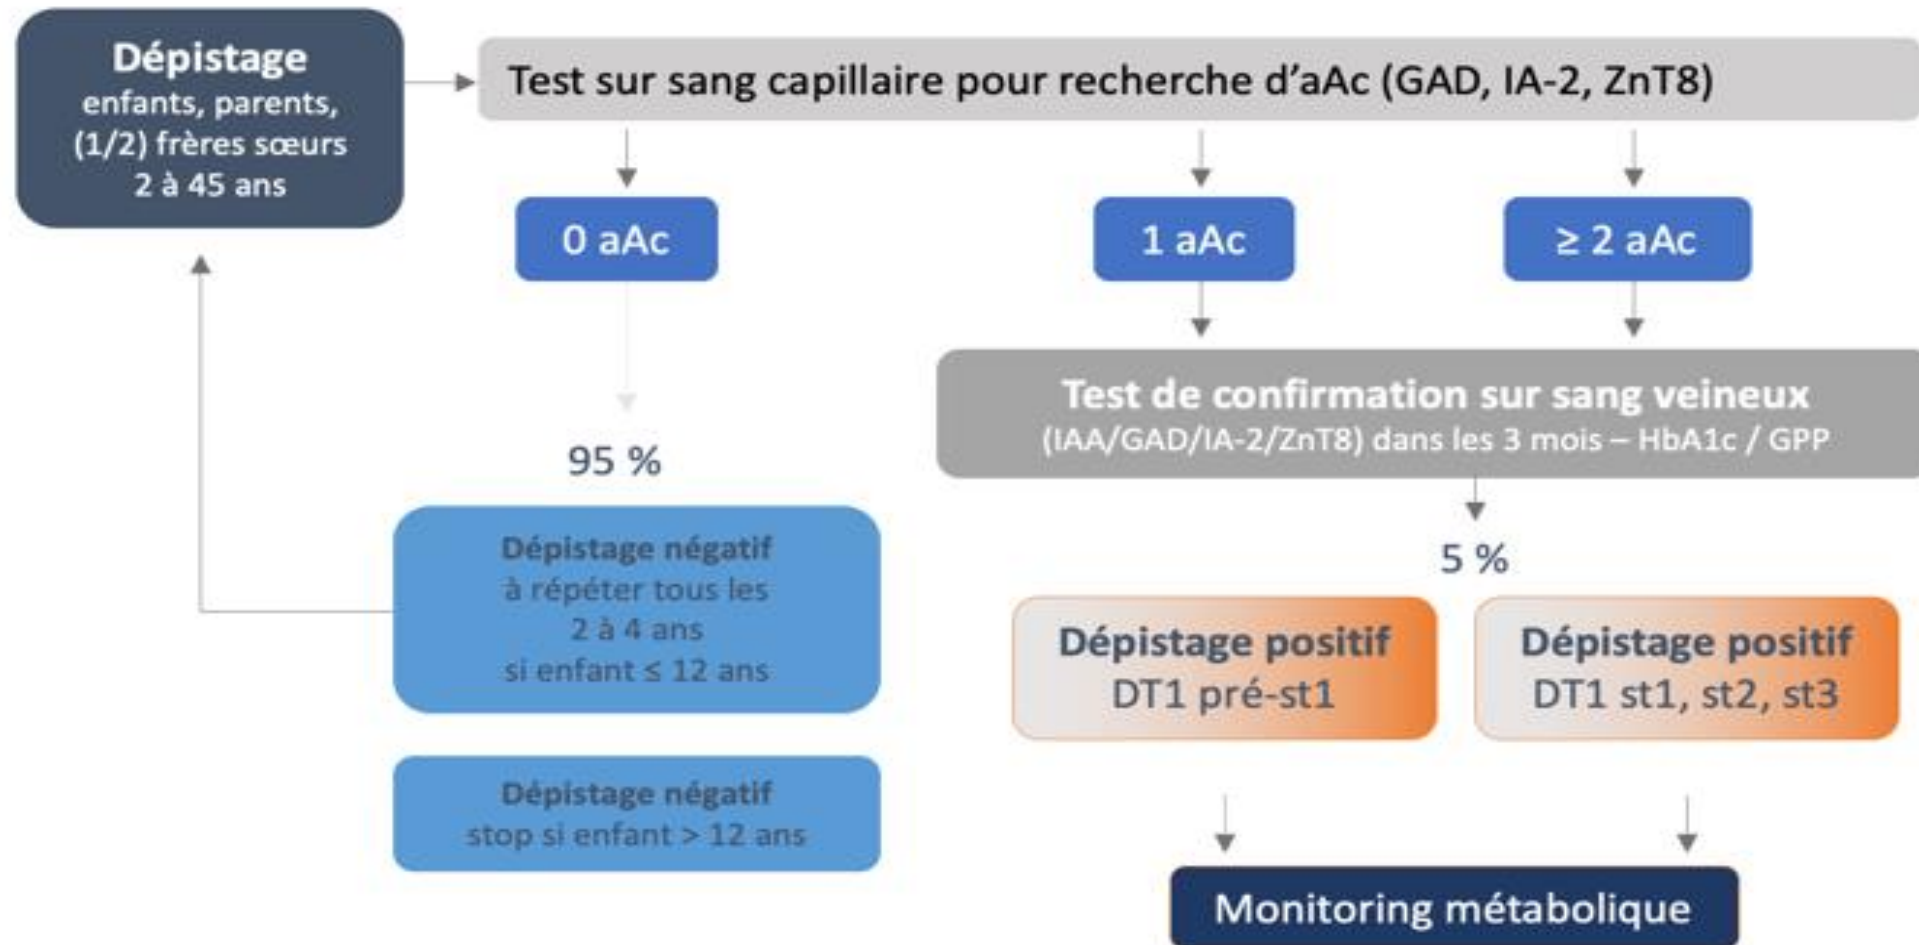 Dépistage
enfants, parents,
(1/2) frères sœurs
2 à 45 ans
Test sur sang capillaire pour recherche d’aAc (GAD, IA-2, ZnT8)
0 aAc
1 aAc
≥ 2 aAc
Test de confirmation sur sang veineux
(IAA/GAD/IA-2/ZnT8) dans les 3 mois – HbA1c / GPP
95 %
5 %
Dépistage négatif
à répéter tous les
2 à 4 ans
si enfant ≤ 12 ans
Dépistage négatif
stop si enfant > 12 ans
Dépistage positif
DT1 pré-st1
Dépistage positif
DT1 st1, st2, st3
Monitoring métabolique